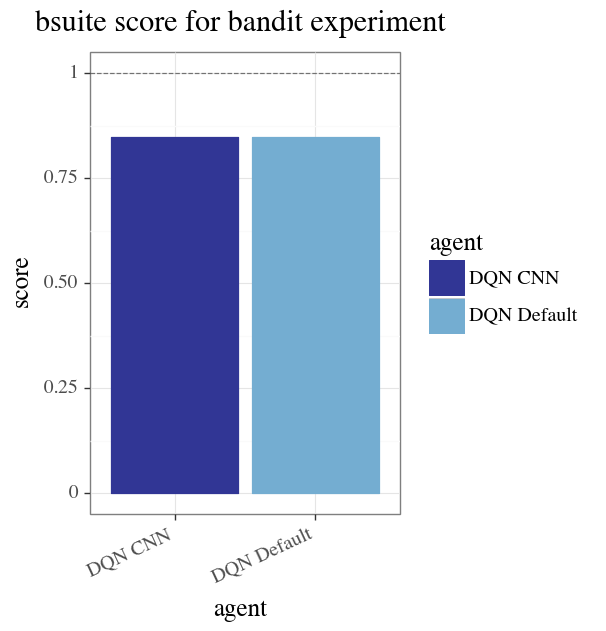 bsuite score for bandit experiment
1
0.75
0.50
0.25
0
score
DQN CNN
DQN Default
agent
agent
DQN CNN
DQN Default